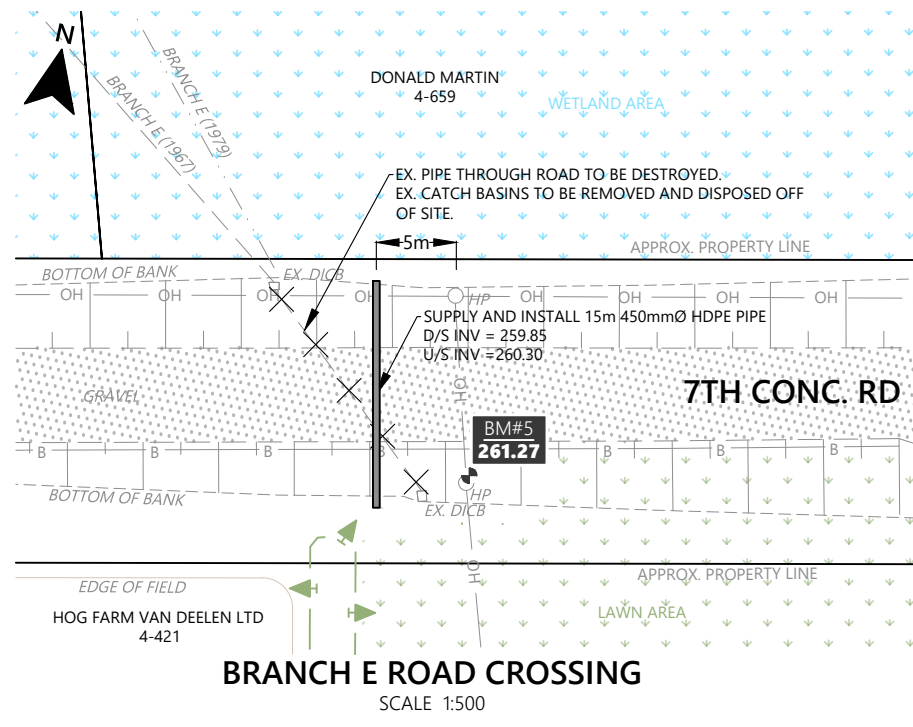 N
BRANCH E (1967)
BRANCH E (1979)
DONALD MARTIN
4-659
WETLAND AREA
EX. PIPE THROUGH ROAD TO BE DESTROYED.
EX. CATCH BASINS TO BE REMOVED AND DISPOSED OFF
OF SITE.
5m
APPROX. PROPERTY LINE
BOTTOM OF BANK
EX. DICB
OH
OH
OH
OH
OH
OH
OH
OH
HP
SUPPLY AND INSTALL 15m 450mmØ HDPE PIPE
D/S INV = 259.85
U/S INV =260.30
GRAVEL
OH
7TH CONC. RD
BM#5
261.27
B
B
B
B
B
B
B
BOTTOM OF BANK
HP
EX. DICB
OH
EDGE OF FIELD
APPROX. PROPERTY LINE
HOG FARM VAN DEELEN LTD
4-421
LAWN AREA
BRANCH E ROAD CROSSING
SCALE 1:500